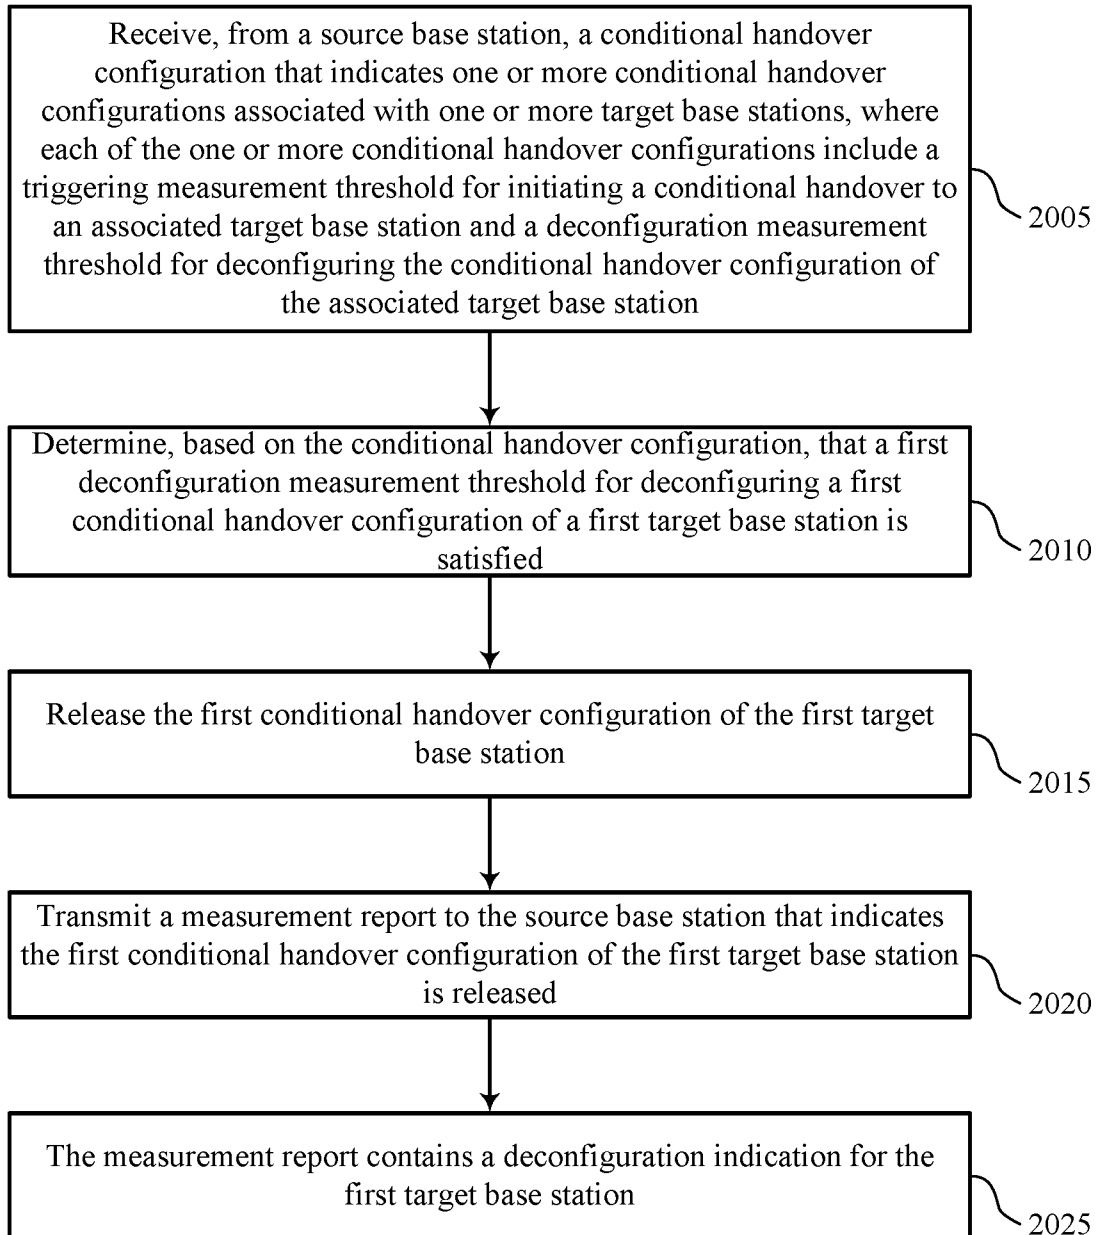 Receive, from a source base station, a conditional handover
configuration that indicates one or more conditional handover
configurations associated with one or more target base stations, where
each of the one or more conditional handover configurations include a
triggering measurement threshold for initiating a conditional handover to
an associated target base station and a deconfiguration measurement
threshold for deconfiguring the conditional handover configuration of
the associated target base station
2005
Determine, based on the conditional handover configuration, that a first
deconfiguration measurement threshold for deconfiguring a first
conditional handover configuration of a first target base station is
satisfied
2010
Release the first conditional handover configuration of the first target
base station
2015
Transmit a measurement report to the source base station that indicates
the first conditional handover configuration of the first target base station
is released
2020
The measurement report contains a deconfiguration indication for the
first target base station
2025